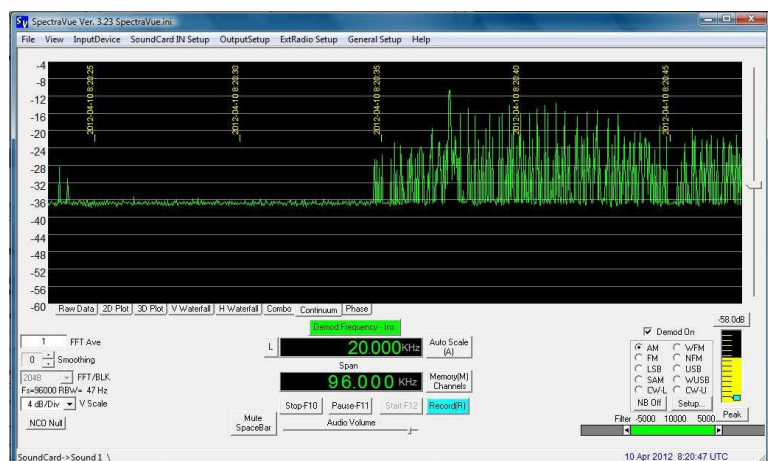 SpectraVue Ver. 3.23 SpectraVue.ini
File View InputDevice SoundCard IN Setup OutputSetup ExtRadio Setup General Setup Help
-4
-8
-12
-16
-20
-24
-28
-32
-36
-40
-44
-48
-52
-56
-60
2012-04-10 8:20:25
2012-04-10 8:20:30
2012-04-10 8:20:35
2012-04-10 8:20:40
2012-04-10 8:20:45
Raw Data 2D Plot 3D Plot V Waterfall H Waterfall Combo Continuum Phase
1 FFT Ave
0 Smoothing
2048 FFT/BLK
Fs=96000 RBW= 47 Hz
4 dB/Div V Scale
NCO Null
Demod Frequency - Ins
L 20.000 KHz Auto Scale (A)
Span
96.000 KHz Memory(M) Channels
Stop-F10 Pause-F11 Start-F12 Record(R)
Mute SpaceBar
Audio Volume
-58.0dB
Demod On
AM WFM
FM NFM
LSB USB
SAM WUSB
CW-L CW-U
NB Off Setup...
Peak
Filter -5000 10000 5000
SoundCard->Sound 1 \
10 Apr 2012 8:20:47 UTC